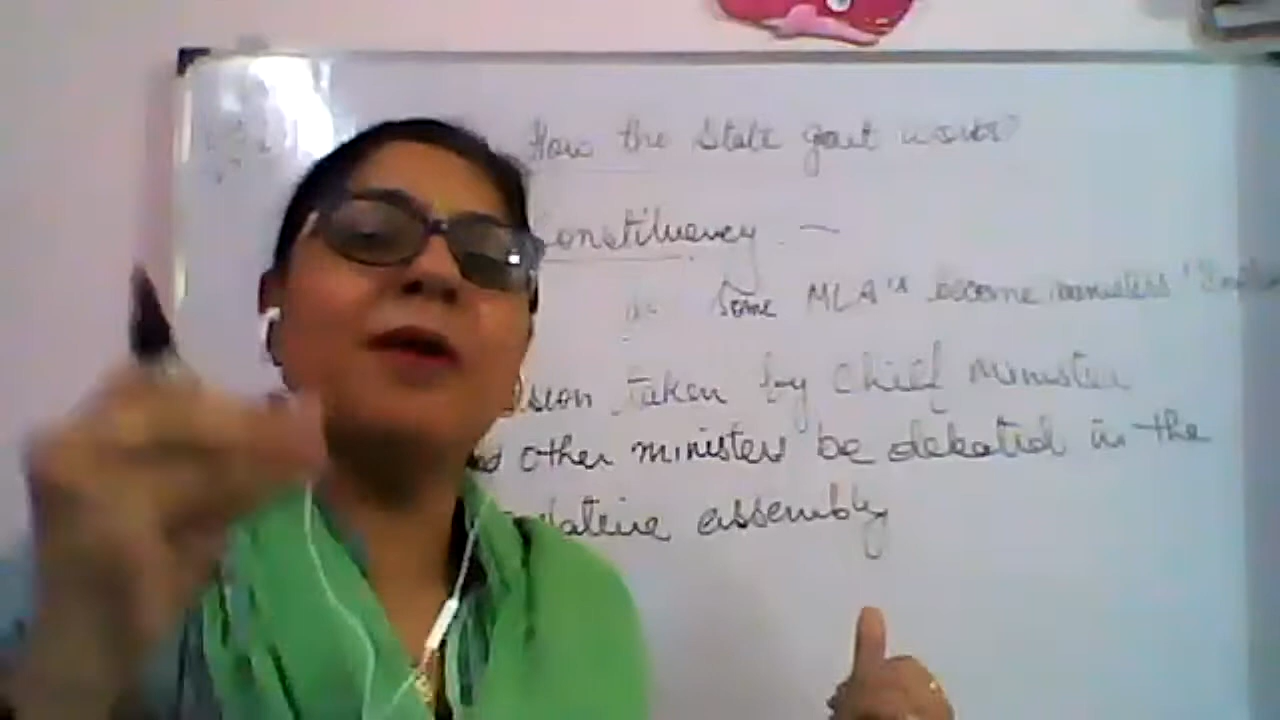 How the State govt works?
Constituency -
Some MLA's become ministers
taken by Chief Minister
other ministers be debated in the
assembly